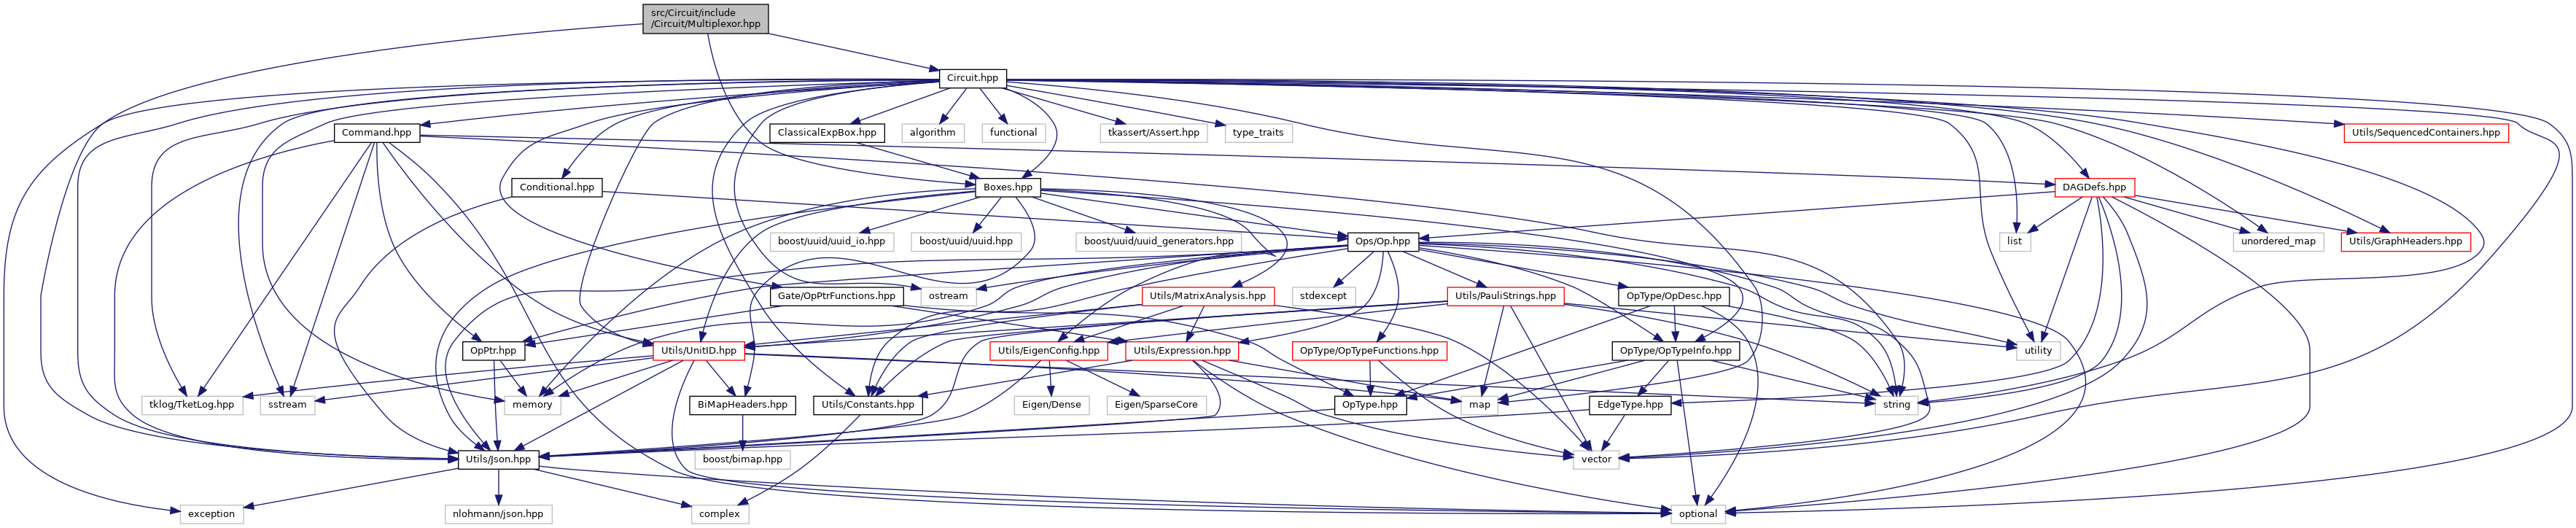 src/Circuit/include
/Circuit/Multiplexor.hpp
Circuit.hpp
Command.hpp
ClassicalExpBox.hpp
algorithm
functional
tkassert/Assert.hpp
type_traits
Utils/SequencedContainers.hpp
Conditional.hpp
Boxes.hpp
DAGDefs.hpp
boost/uuid/uuid_io.hpp
boost/uuid/uuid.hpp
boost/uuid/uuid_generators.hpp
Ops/Op.hpp
list
unordered_map
Utils/GraphHeaders.hpp
Gate/OpPtrFunctions.hpp
ostream
Utils/MatrixAnalysis.hpp
stdexcept
Utils/PauliStrings.hpp
OpType/OpDesc.hpp
OpPtr.hpp
Utils/UnitID.hpp
Utils/EigenConfig.hpp
Utils/Expression.hpp
OpType/OpTypeFunctions.hpp
OpType/OpTypeInfo.hpp
utility
tklog/TketLog.hpp
sstream
memory
BiMapHeaders.hpp
Utils/Constants.hpp
Eigen/Dense
Eigen/SparseCore
OpType.hpp
map
EdgeType.hpp
string
Utils/Json.hpp
boost/bimap.hpp
vector
exception
nlohmann/json.hpp
complex
optional